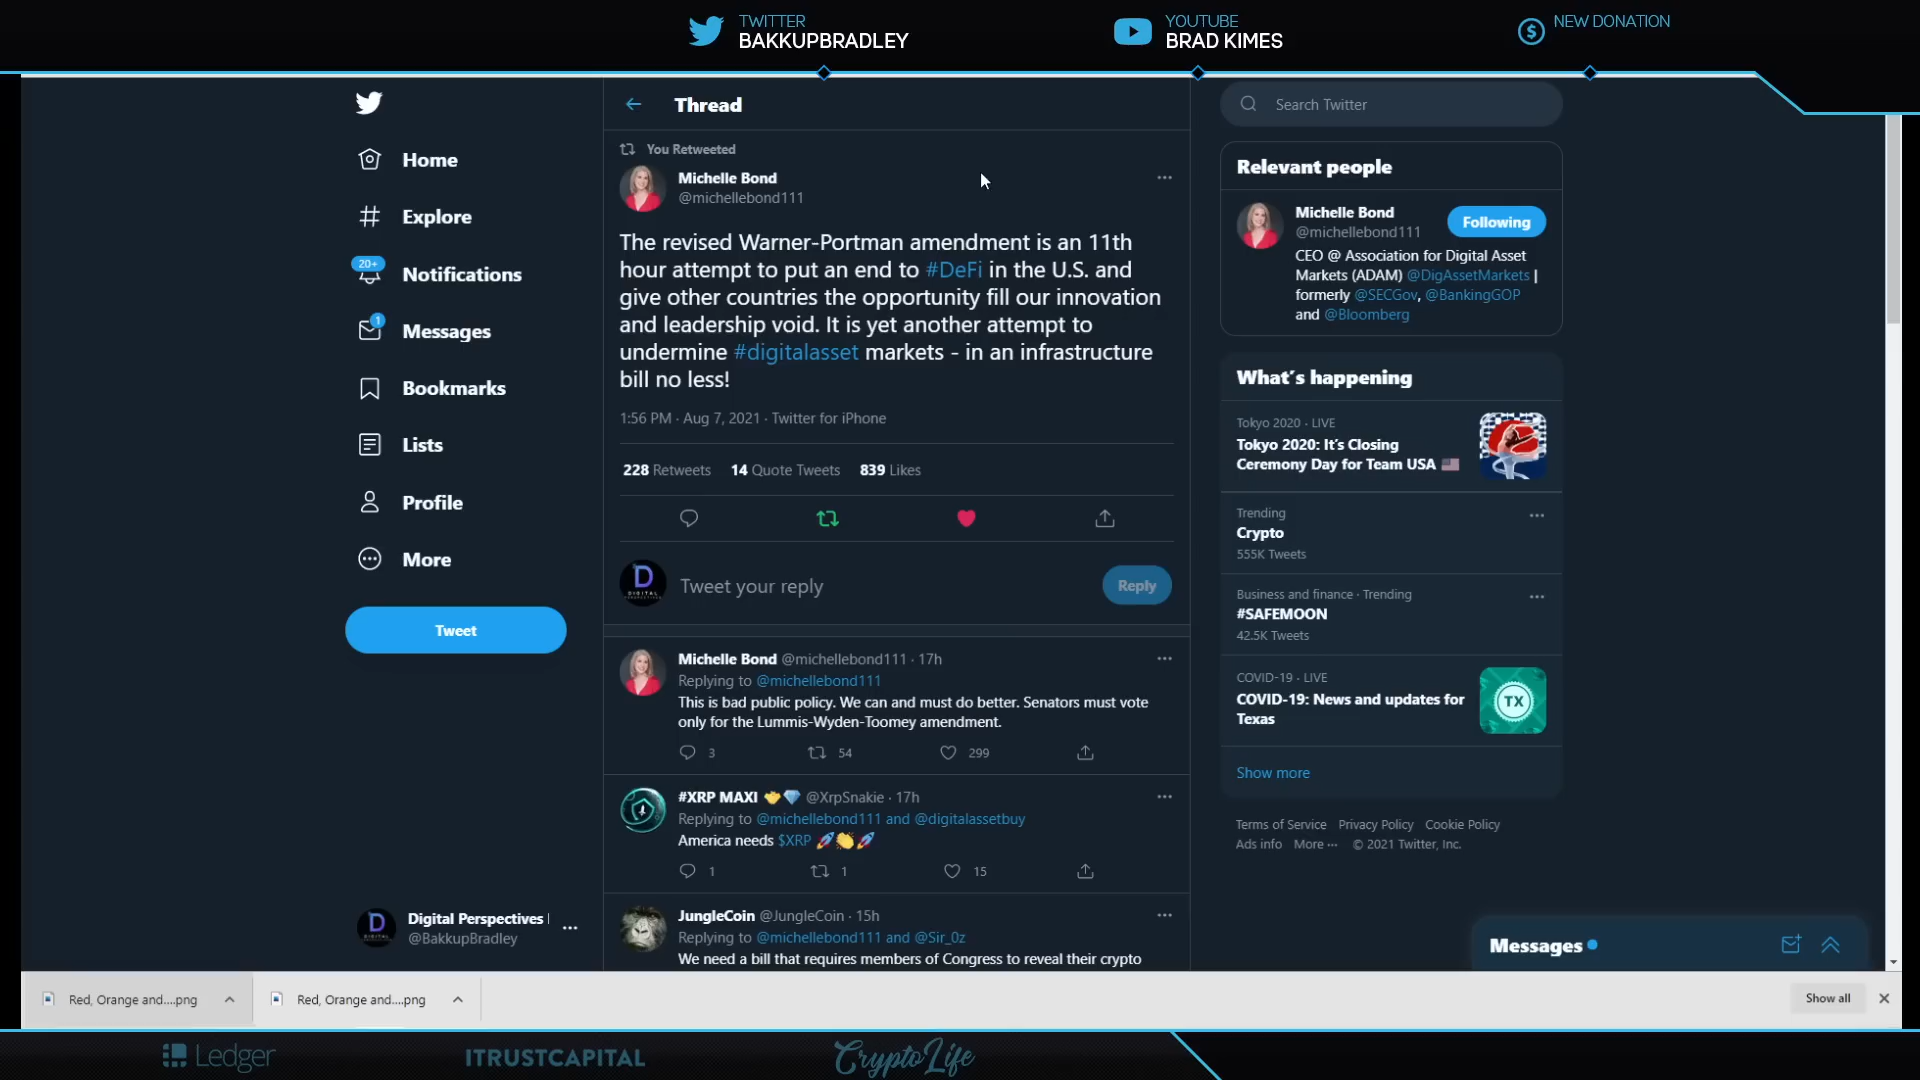 TWITTER
BAKKUPBRADLEY
YOUTUBE
BRAD KIMES
NEW DONATION
Home
Explore
20+
Notifications
1
Messages
Bookmarks
Lists
Profile
More
Tweet
Digital Perspectives
@BakkupBradley
Thread
You Retweeted
Michelle Bond
@michellebond111
The revised Warner-Portman amendment is an 11th
hour attempt to put an end to #DeFi in the U.S. and
give other countries the opportunity fill our innovation
and leadership void. It is yet another attempt to
undermine #digitalasset markets - in an infrastructure
bill no less!
1:56 PM · Aug 7, 2021 · Twitter for iPhone
228 Retweets 14 Quote Tweets 839 Likes
Tweet your reply
Reply
Michelle Bond @michellebond111 · 17h
Replying to @michellebond111
This is bad public policy. We can and must do better. Senators must vote
only for the Lummis-Wyden-Toomey amendment.
3 54 299
#XRP MAXI @XrpSnakie · 17h
Replying to @michellebond111 and @digitalassetbuy
America needs $XRP 🚀👏🚀
1 1 15
JungleCoin @JungleCoin · 15h
Replying to @michellebond111 and @Sir_0z
We need a bill that requires members of Congress to reveal their crypto
Search Twitter
Relevant people
Michelle Bond
@michellebond111
Following
CEO @ Association for Digital Asset
Markets (ADAM) @DigAssetMarkets |
formerly @SECGov, @BankingGOP
and @Bloomberg
What's happening
Tokyo 2020 · LIVE
Tokyo 2020: It's Closing
Ceremony Day for Team USA 🇺🇸
Trending
Crypto
555K Tweets
Business and finance · Trending
#SAFEMOON
42.5K Tweets
COVID-19 · LIVE
COVID-19: News and updates for
Texas
TX
Show more
Terms of Service Privacy Policy Cookie Policy
Ads info More ··· © 2021 Twitter, Inc.
Messages
Red, Orange and....png
Red, Orange and....png
Show all
Ledger
ITRUSTCAPITAL
CryptoLife